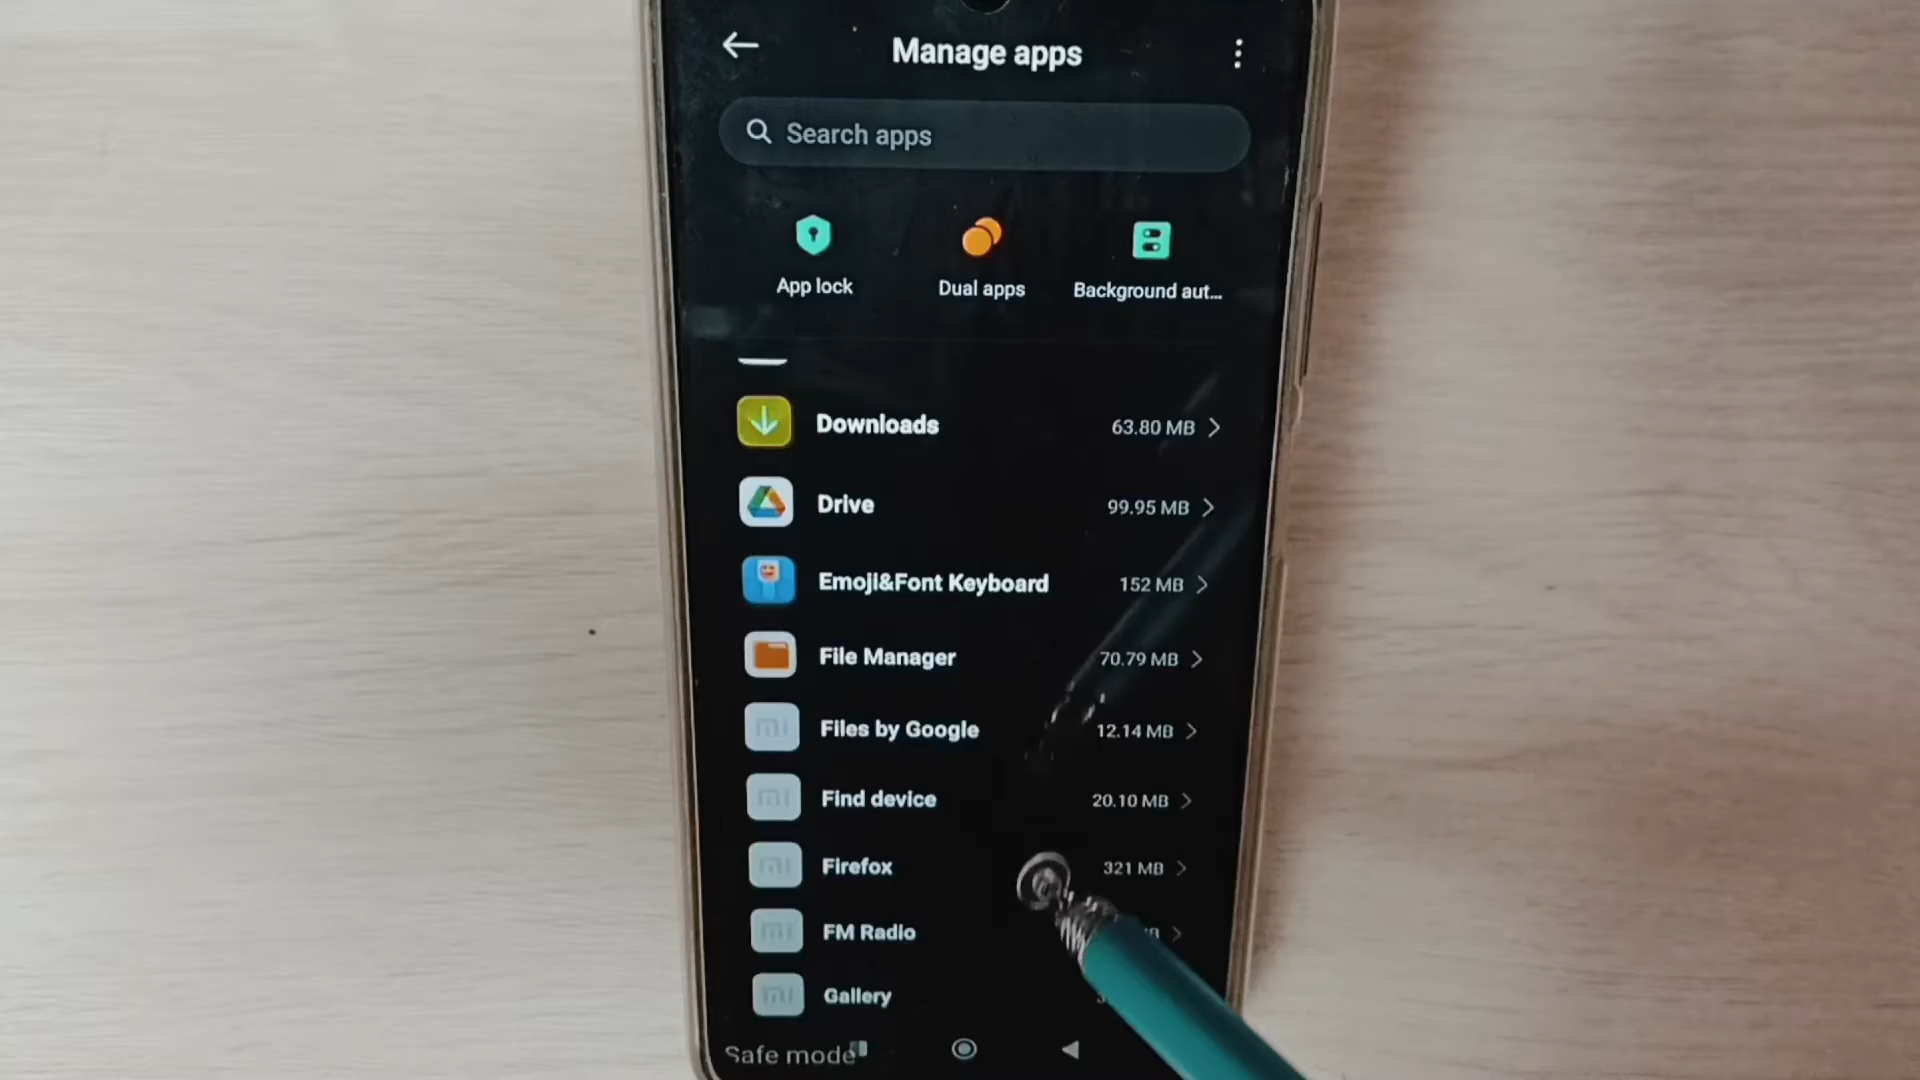 Manage apps
Search apps
App lock
Dual apps
Background aut...
Downloads 63.80 MB
Drive 99.95 MB
Emoji&Font Keyboard 152 MB
File Manager 70.79 MB
Files by Google 12.14 MB
Find device 20.10 MB
Firefox 321 MB
FM Radio
Gallery
Safe mode